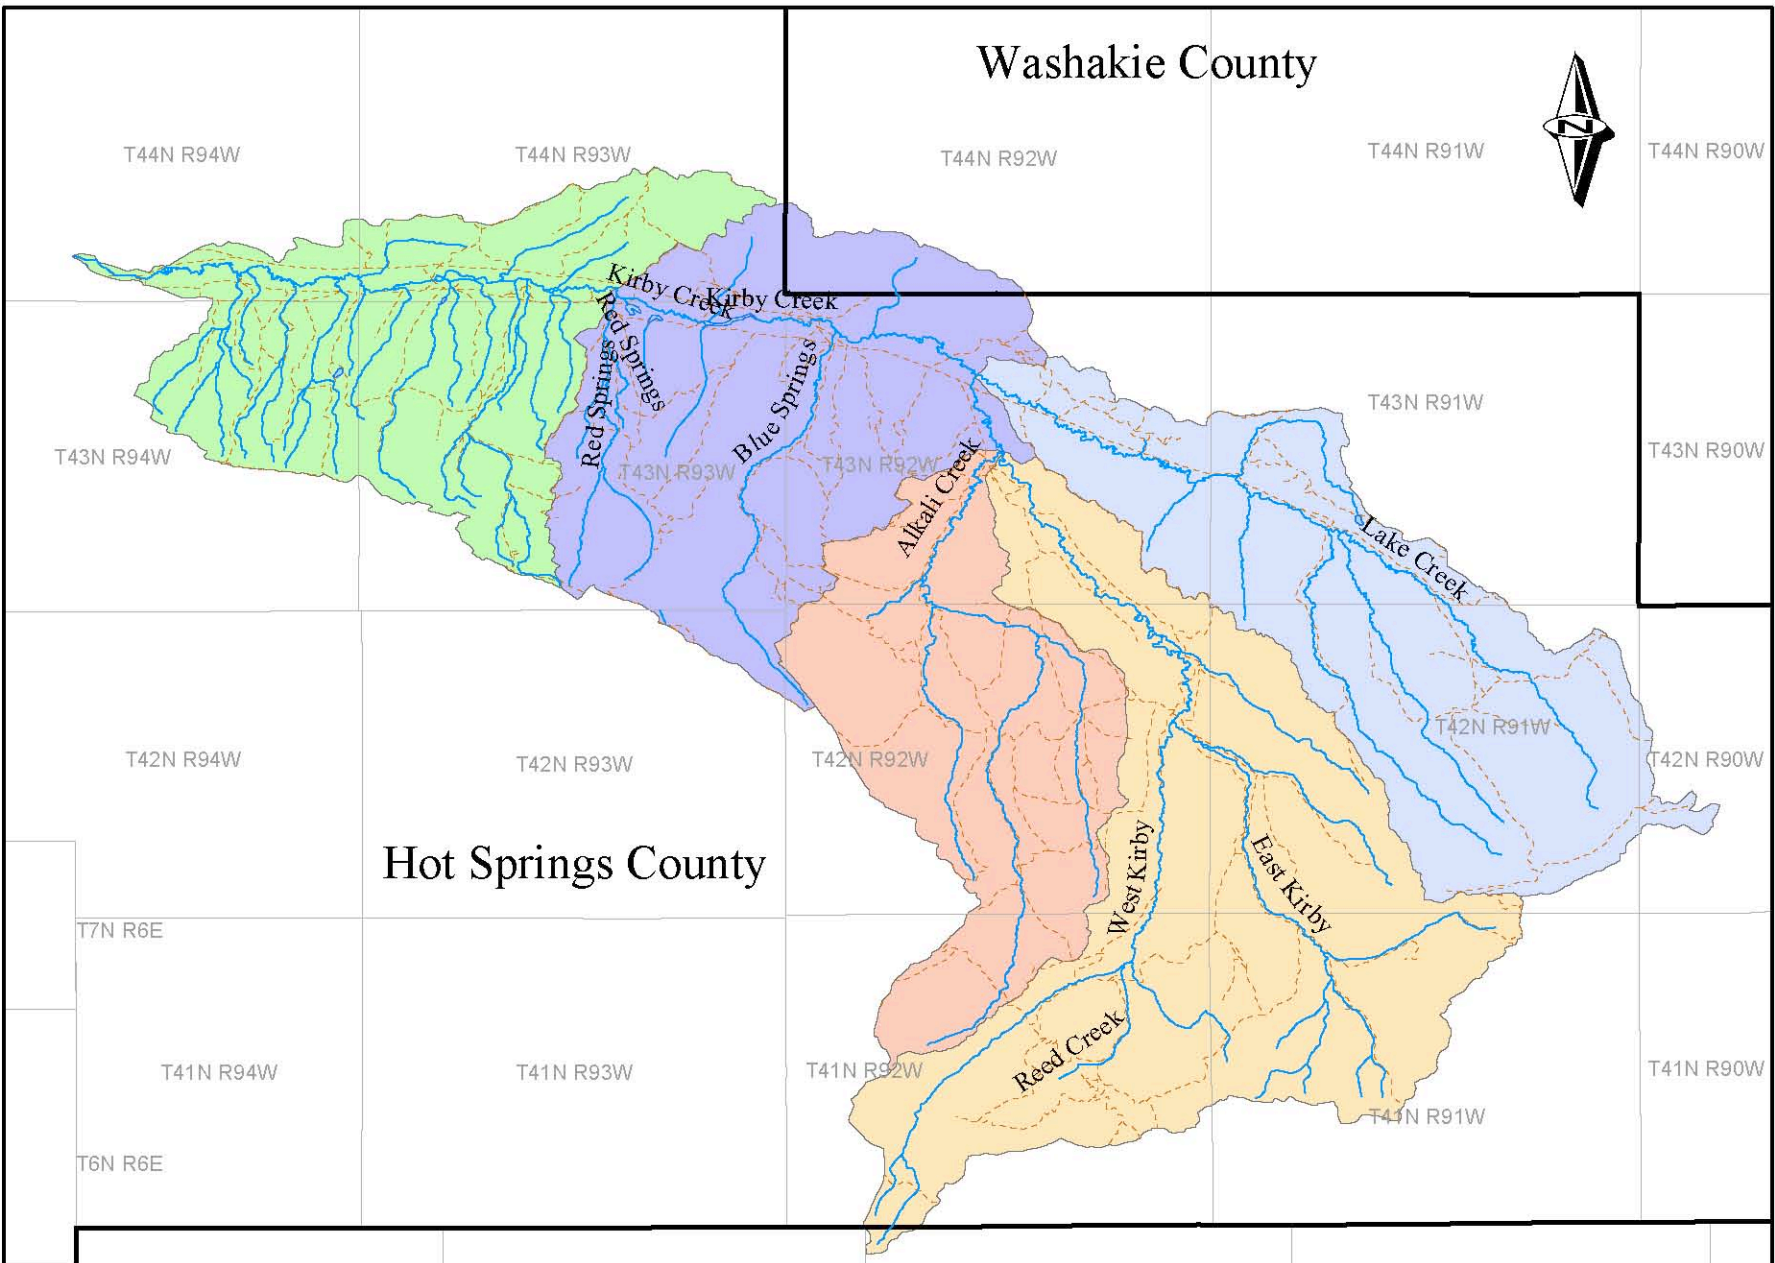 Washakie County
N
T44N R94W
T44N R93W
T44N R92W
T44N R91W
T44N R90W
Kirby Creek
Kirby Creek
Red Springs
Red Springs
Blue Springs
Alkali Creek
T43N R94W
T43N R93W
T43N R92W
T43N R91W
T43N R90W
Lake Creek
T42N R94W
T42N R93W
T42N R92W
T42N R91W
T42N R90W
Hot Springs County
West Kirby
East Kirby
Reed Creek
T7N R6E
T41N R94W
T41N R93W
T41N R92W
T41N R91W
T41N R90W
T6N R6E